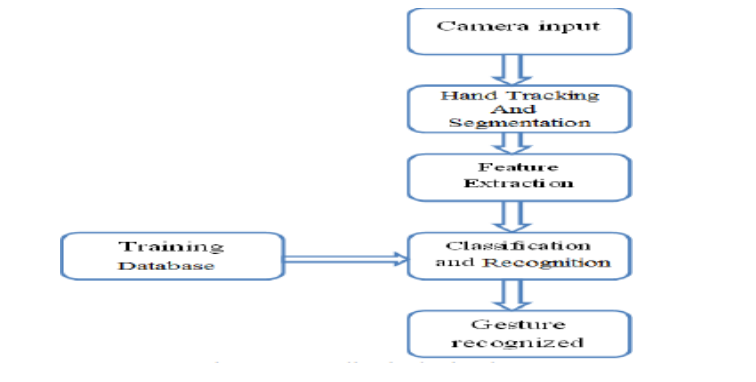 Camera input
Hand Tracking
And
Segmentation
Feature
Extraction
Training
Database
Classification
and Recognition
Gesture
recognized